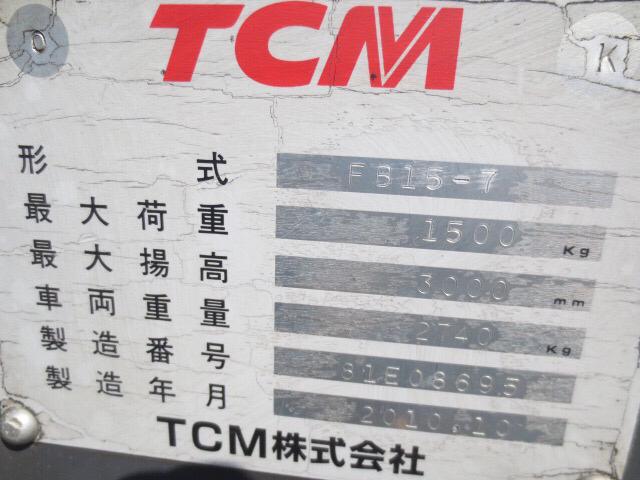 O TCM K
形式 FB15-7
最大荷重 1500 Kg
最大揚高 3000 mm
車両重量 2740 Kg
製造番号 81E08695
製造年月 2010.10
TCM株式会社